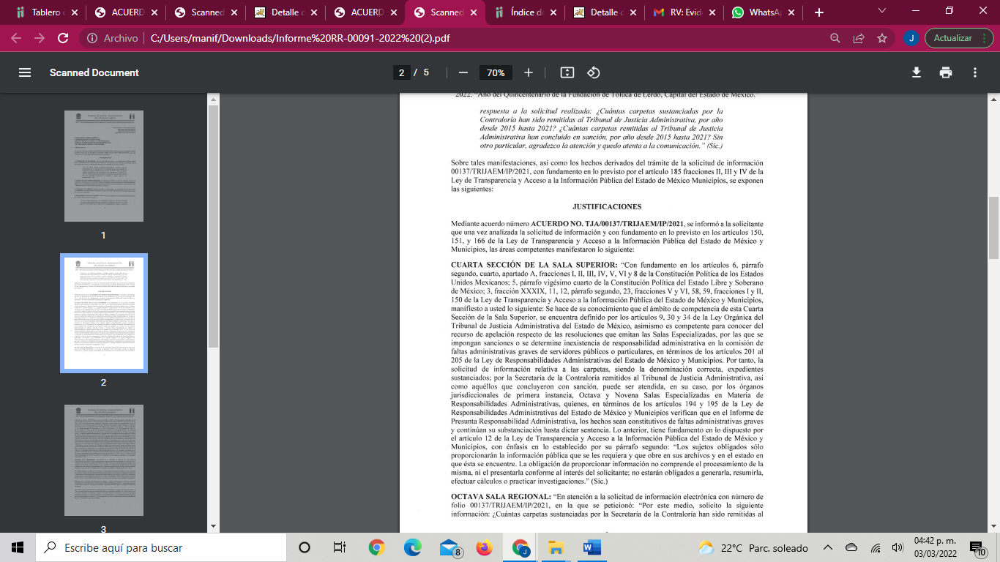 Tablero
ACUERD
Scanned
Detalle
ACUERD
Scanned
Índice d
Detalle
RV: Evid
WhatsAp
Archivo
C:/Users/manif/Downloads/Informe%20RR-00091-2022%20(2).pdf
J
Actualizar
Scanned Document
2 / 5
70%
1
2
3
2022. “Año del Quincentenario de la Fundación de Toluca de Lerdo, Capital del Estado de México.
respuesta a la solicitud realizada: ¿Cuántas carpetas sustanciadas por la
Contraloría han sido remitidas al Tribunal de Justicia Administrativa, por año
desde 2015 hasta 2021? ¿Cuántas carpetas remitidas al Tribunal de Justicia
Administrativa han concluido en sanción, por año desde 2015 hasta 2021? Sin
otro particular, agradezco la atención y quedo atenta a la comunicación.” (Sic.)
Sobre tales manifestaciones, así como los hechos derivados del trámite de la solicitud de información
00137/TRIJAEM/IP/2021, con fundamento en lo previsto por el artículo 185 fracciones II, III y IV de la
Ley de Transparencia y Acceso a la Información Pública del Estado de México Municipios, se exponen
las siguientes:
JUSTIFICACIONES
Mediante acuerdo número ACUERDO NO. TJA/00137/TRIJAEM/IP/2021, se informó a la solicitante
que una vez analizada la solicitud de información y con fundamento en lo previsto en los artículos 150,
151, y 166 de la Ley de Transparencia y Acceso a la Información Pública del Estado de México y
Municipios, las áreas competentes manifestaron lo siguiente:
CUARTA SECCIÓN DE LA SALA SUPERIOR: “Con fundamento en los artículos 6, párrafo
segundo, cuarto, apartado A, fracciones I, II, III, IV, V, VI y 8 de la Constitución Política de los Estados
Unidos Mexicanos; 5, párrafo vigésimo cuarto de la Constitución Política del Estado Libre y Soberano
de México; 3, fracción XXXIX, 11, 12, párrafo segundo, 23, fracciones V y VI, 58, 59, fracciones I y II,
150 de la Ley de Transparencia y Acceso a la Información Pública del Estado de México y Municipios,
manifiesto a usted lo siguiente: Se hace de su conocimiento que el ámbito de competencia de esta Cuarta
Sección de la Sala Superior, se encuentra definido por los artículos 9, 30 y 34 de la Ley Orgánica del
Tribunal de Justicia Administrativa del Estado de México, asimismo es competente para conocer del
recurso de apelación respecto de las resoluciones que emitan las Salas Especializadas, por las que se
impongan sanciones o se determine inexistencia de responsabilidad administrativa en la comisión de
faltas administrativas graves de servidores públicos o particulares, en términos de los artículos 201 al
205 de la Ley de Responsabilidades Administrativas del Estado de México y Municipios. Por tanto, la
solicitud de información relativa a las carpetas, siendo la denominación correcta, expedientes
sustanciados; por la Secretaría de la Contraloría remitidos al Tribunal de Justicia Administrativa, así
como aquéllos que concluyeron con sanción, puede ser atendida, en su caso, por los órganos
jurisdiccionales de primera instancia, Octava y Novena Salas Especializadas en Materia de
Responsabilidades Administrativas, quienes, en términos de los artículos 194 y 195 de la Ley de
Responsabilidades Administrativas del Estado de México y Municipios verifican que en el Informe de
Presunta Responsabilidad Administrativa, los hechos sean constitutivos de faltas administrativas graves
y continúan su substanciación hasta dictar sentencia. Lo anterior, tiene fundamento en lo dispuesto por
el artículo 12 de la Ley de Transparencia y Acceso a la Información Pública del Estado de México y
Municipios, con énfasis en lo establecido por su párrafo segundo: “Los sujetos obligados sólo
proporcionarán la información pública que se les requiera y que obre en sus archivos y en el estado en
que ésta se encuentre. La obligación de proporcionar información no comprende el procesamiento de la
misma, ni el presentarla conforme al interés del solicitante; no estarán obligados a generarla, resumirla,
efectuar cálculos o practicar investigaciones.” (Sic.)
OCTAVA SALA REGIONAL: “En atención a la solicitud de información electrónica con número de
folio 00137/TRIJAEM/IP/2021, en la que se peticionó: “Por este medio, solicito la siguiente
información: ¿Cuántas carpetas sustanciadas por la Secretaría de la Contraloría han sido remitidas al
Escribe aquí para buscar
8
J
22°C Parc. soleado
04:42 p. m.
03/03/2022
10